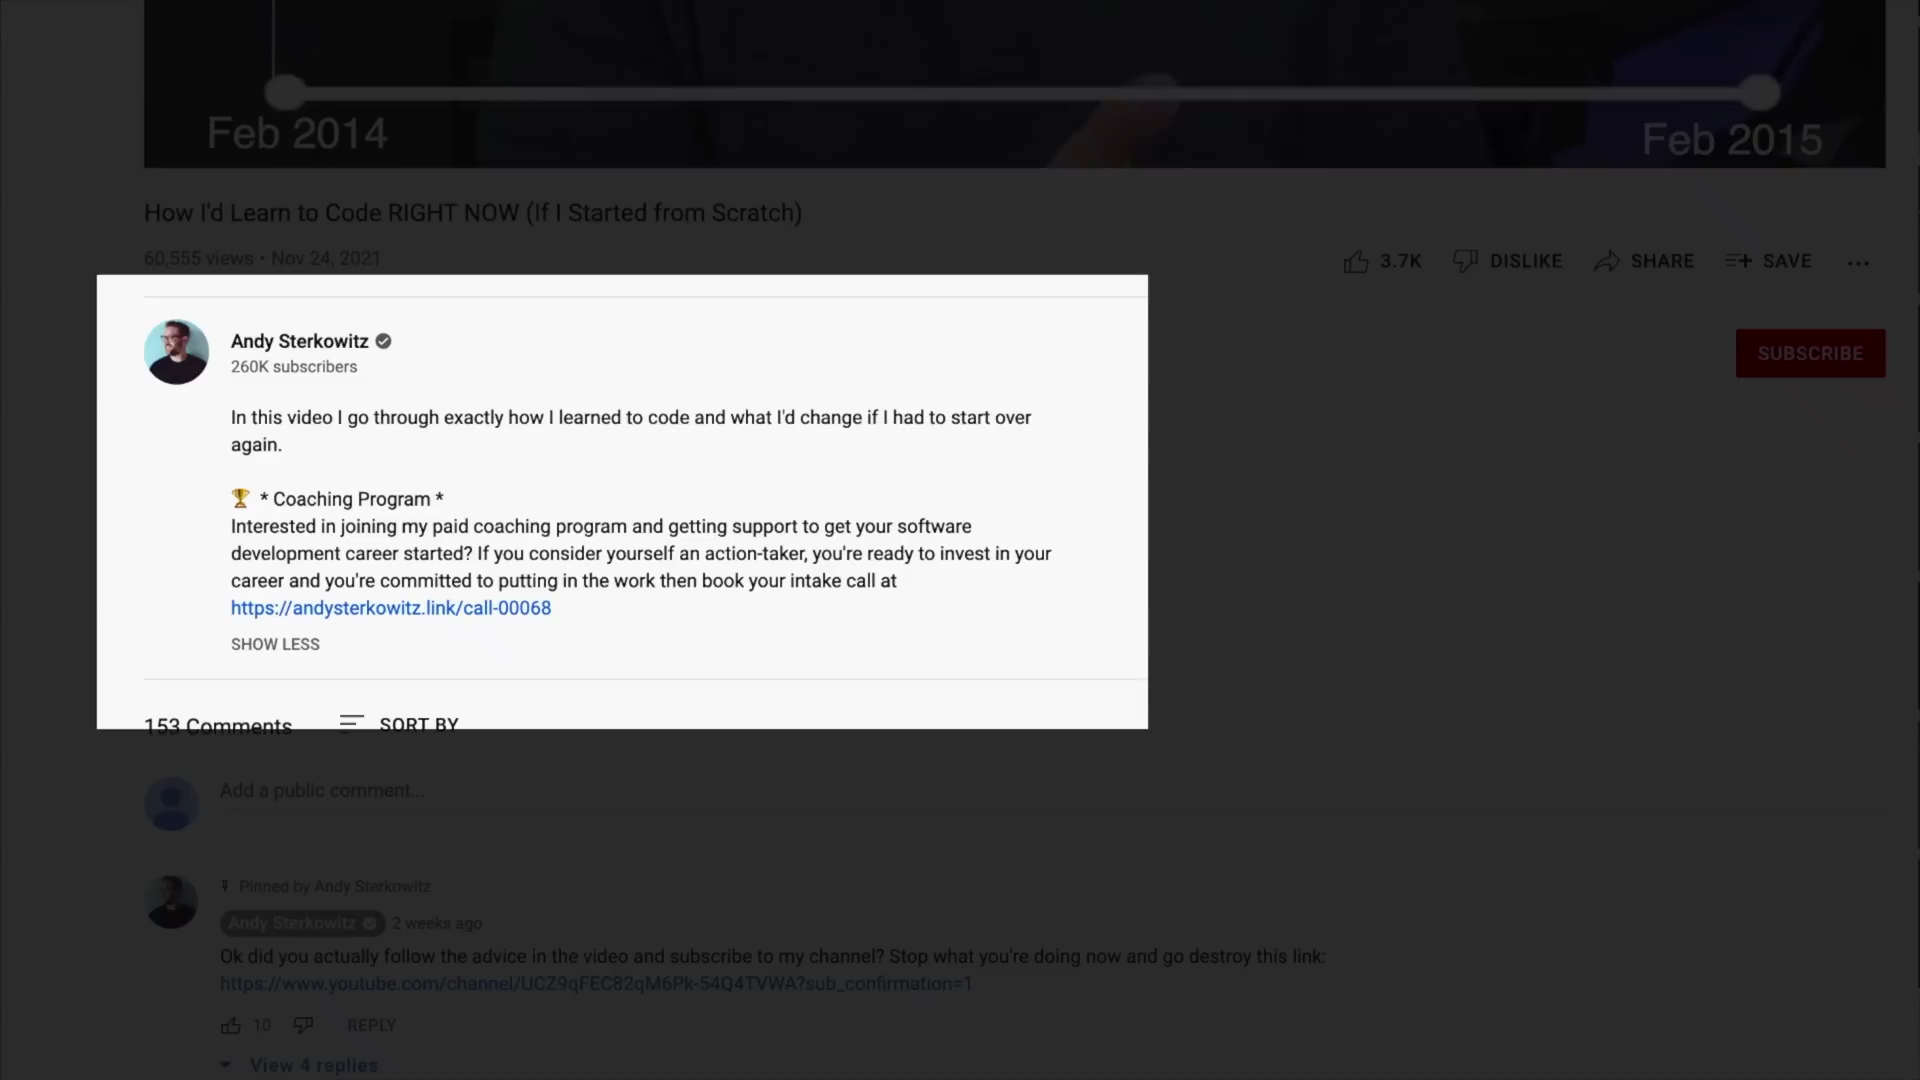 Feb 2014
Feb 2015
How I'd Learn to Code RIGHT NOW (If I Started from Scratch)
60,555 views • Nov 24, 2021
3.7K DISLIKE SHARE SAVE
Andy Sterkowitz
260K subscribers
SUBSCRIBE
In this video I go through exactly how I learned to code and what I'd change if I had to start over
again.
🏆 * Coaching Program *
Interested in joining my paid coaching program and getting support to get your software
development career started? If you consider yourself an action-taker, you're ready to invest in your
career and you're committed to putting in the work then book your intake call at
https://andysterkowitz.link/call-00068
SHOW LESS
153 Comments SORT BY
Add a public comment...
Pinned by Andy Sterkowitz
Andy Sterkowitz 2 weeks ago
Ok did you actually follow the advice in the video and subscribe to my channel? Stop what you're doing now and go destroy this link:
https://www.youtube.com/channel/UCZ9qFEC82qM6Pk-54Q4TVWA?sub_confirmation=1
10 REPLY
View 4 replies